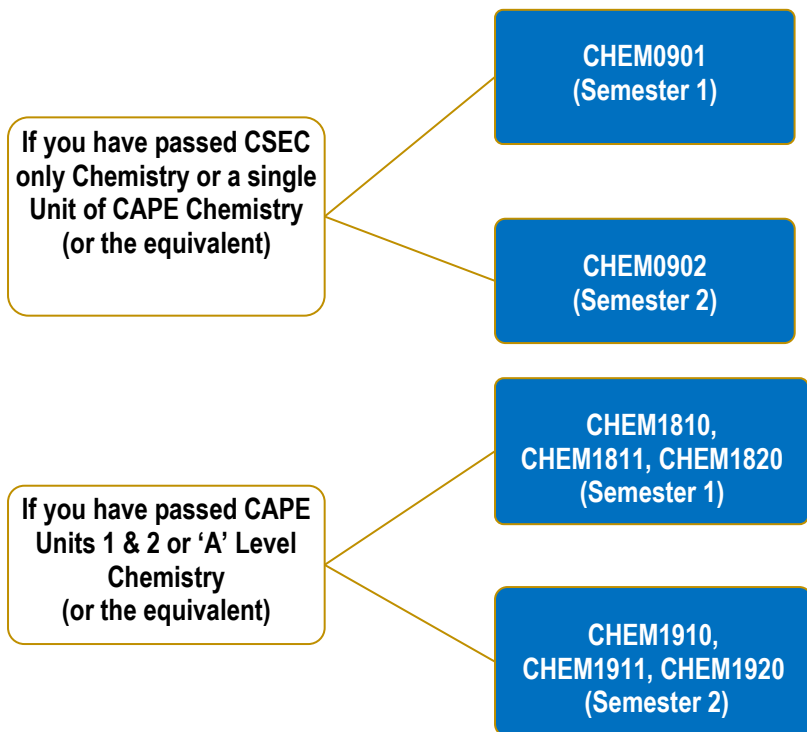 If you have passed CSEC
only Chemistry or a single
Unit of CAPE Chemistry
(or the equivalent)
CHEM0901
(Semester 1)
CHEM0902
(Semester 2)
If you have passed CAPE
Units 1 & 2 or ‘A’ Level
Chemistry
(or the equivalent)
CHEM1810,
CHEM1811, CHEM1820
(Semester 1)
CHEM1910,
CHEM1911, CHEM1920
(Semester 2)